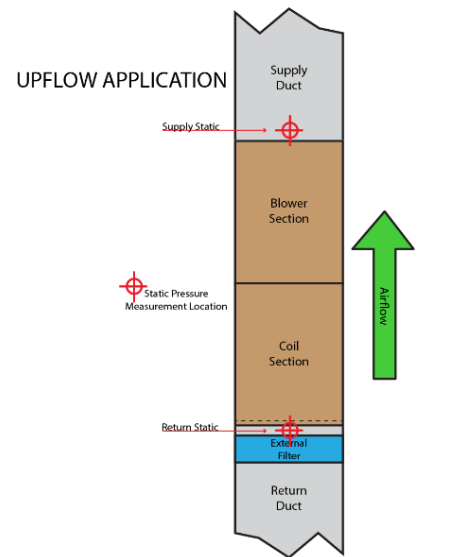 UPFLOW APPLICATION
Supply
Duct
Supply Static
Blower
Section
Static Pressure
Measurement Location
Airflow
Coil
Section
Return Static
External
Filter
Return
Duct